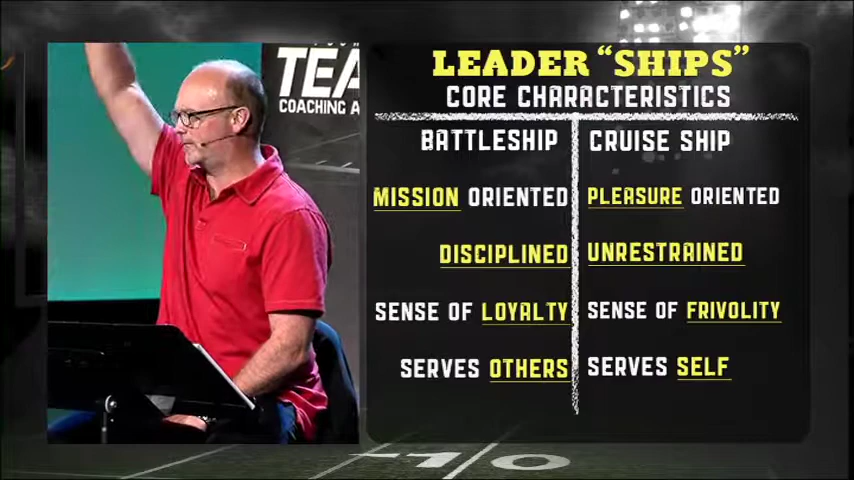 TEA
COACHING A
LEADER “SHIPS”
CORE CHARACTERISTICS
BATTLESHIP CRUISE SHIP
MISSION ORIENTED PLEASURE ORIENTED
DISCIPLINED UNRESTRAINED
SENSE OF LOYALTY SENSE OF FRIVOLITY
SERVES OTHERS SERVES SELF
10